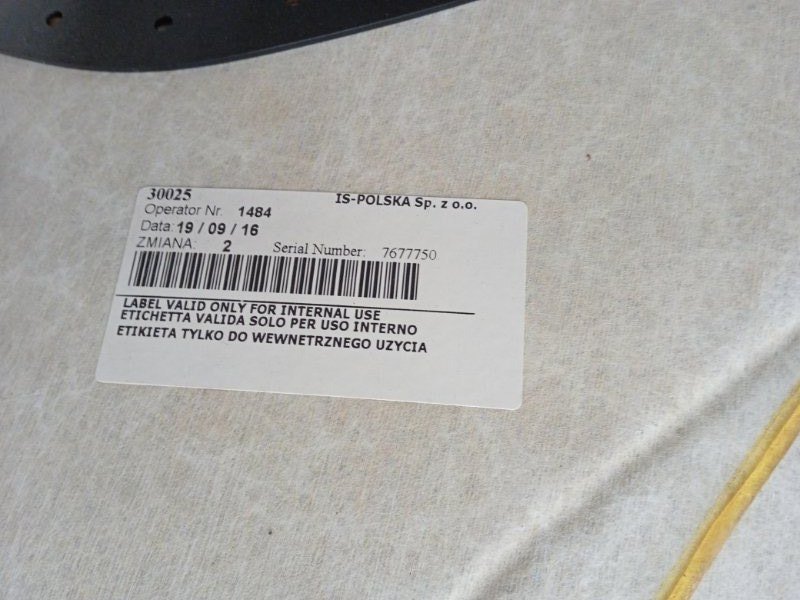 30025 IS-POLSKA Sp. z o.o.
Operator Nr. 1484
Data: 19 / 09 / 16
ZMIANA: 2 Serial Number: 7677750
LABEL VALID ONLY FOR INTERNAL USE
ETICHETTA VALIDA SOLO PER USO INTERNO
ETIKIETA TYLKO DO WEWNETRZNEGO UZYCIA